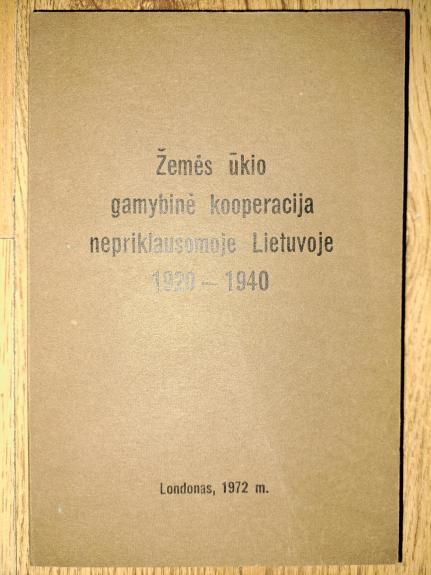 Žemės ūkio
gamybinė kooperacija
nepriklausomoje Lietuvoje
1920 – 1940
Londonas, 1972 m.